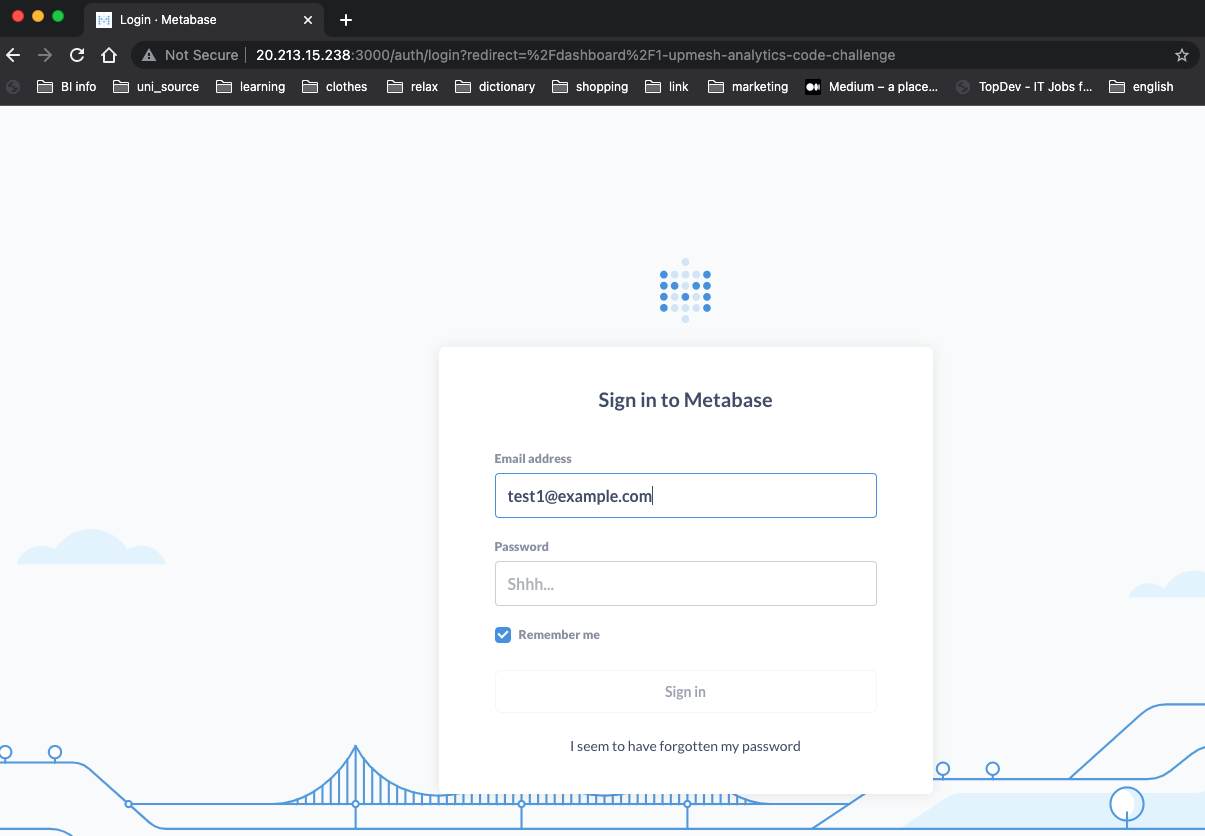 Login · Metabase
Not Secure
20.213.15.238:3000/auth/login?redirect=%2Fdashboard%2F1-upmesh-analytics-code-challenge
BI info uni_source learning clothes relax dictionary shopping link marketing Medium – a place... TopDev - IT Jobs f... english
Sign in to Metabase
Email address
test1@example.com
Password
Shhh...
Remember me
Sign in
I seem to have forgotten my password